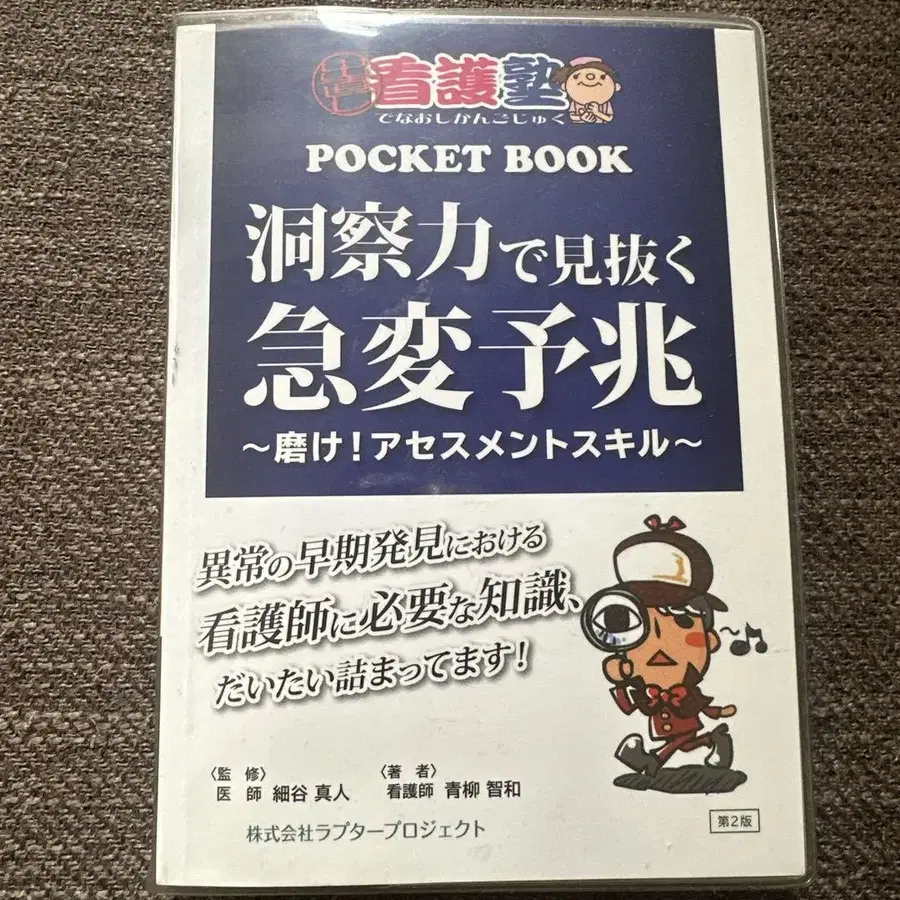 出直し看護塾
でなおしかんごじゅく
POCKET BOOK
洞察力で見抜く
急変予兆
～磨け！アセスメントスキル～
異常の早期発見における
看護師に必要な知識、
だいたい詰まってます！
〈監　修〉
医　師 細谷 真人
〈著　者〉
看護師 青柳 智和
株式会社ラプタープロジェクト
第2版